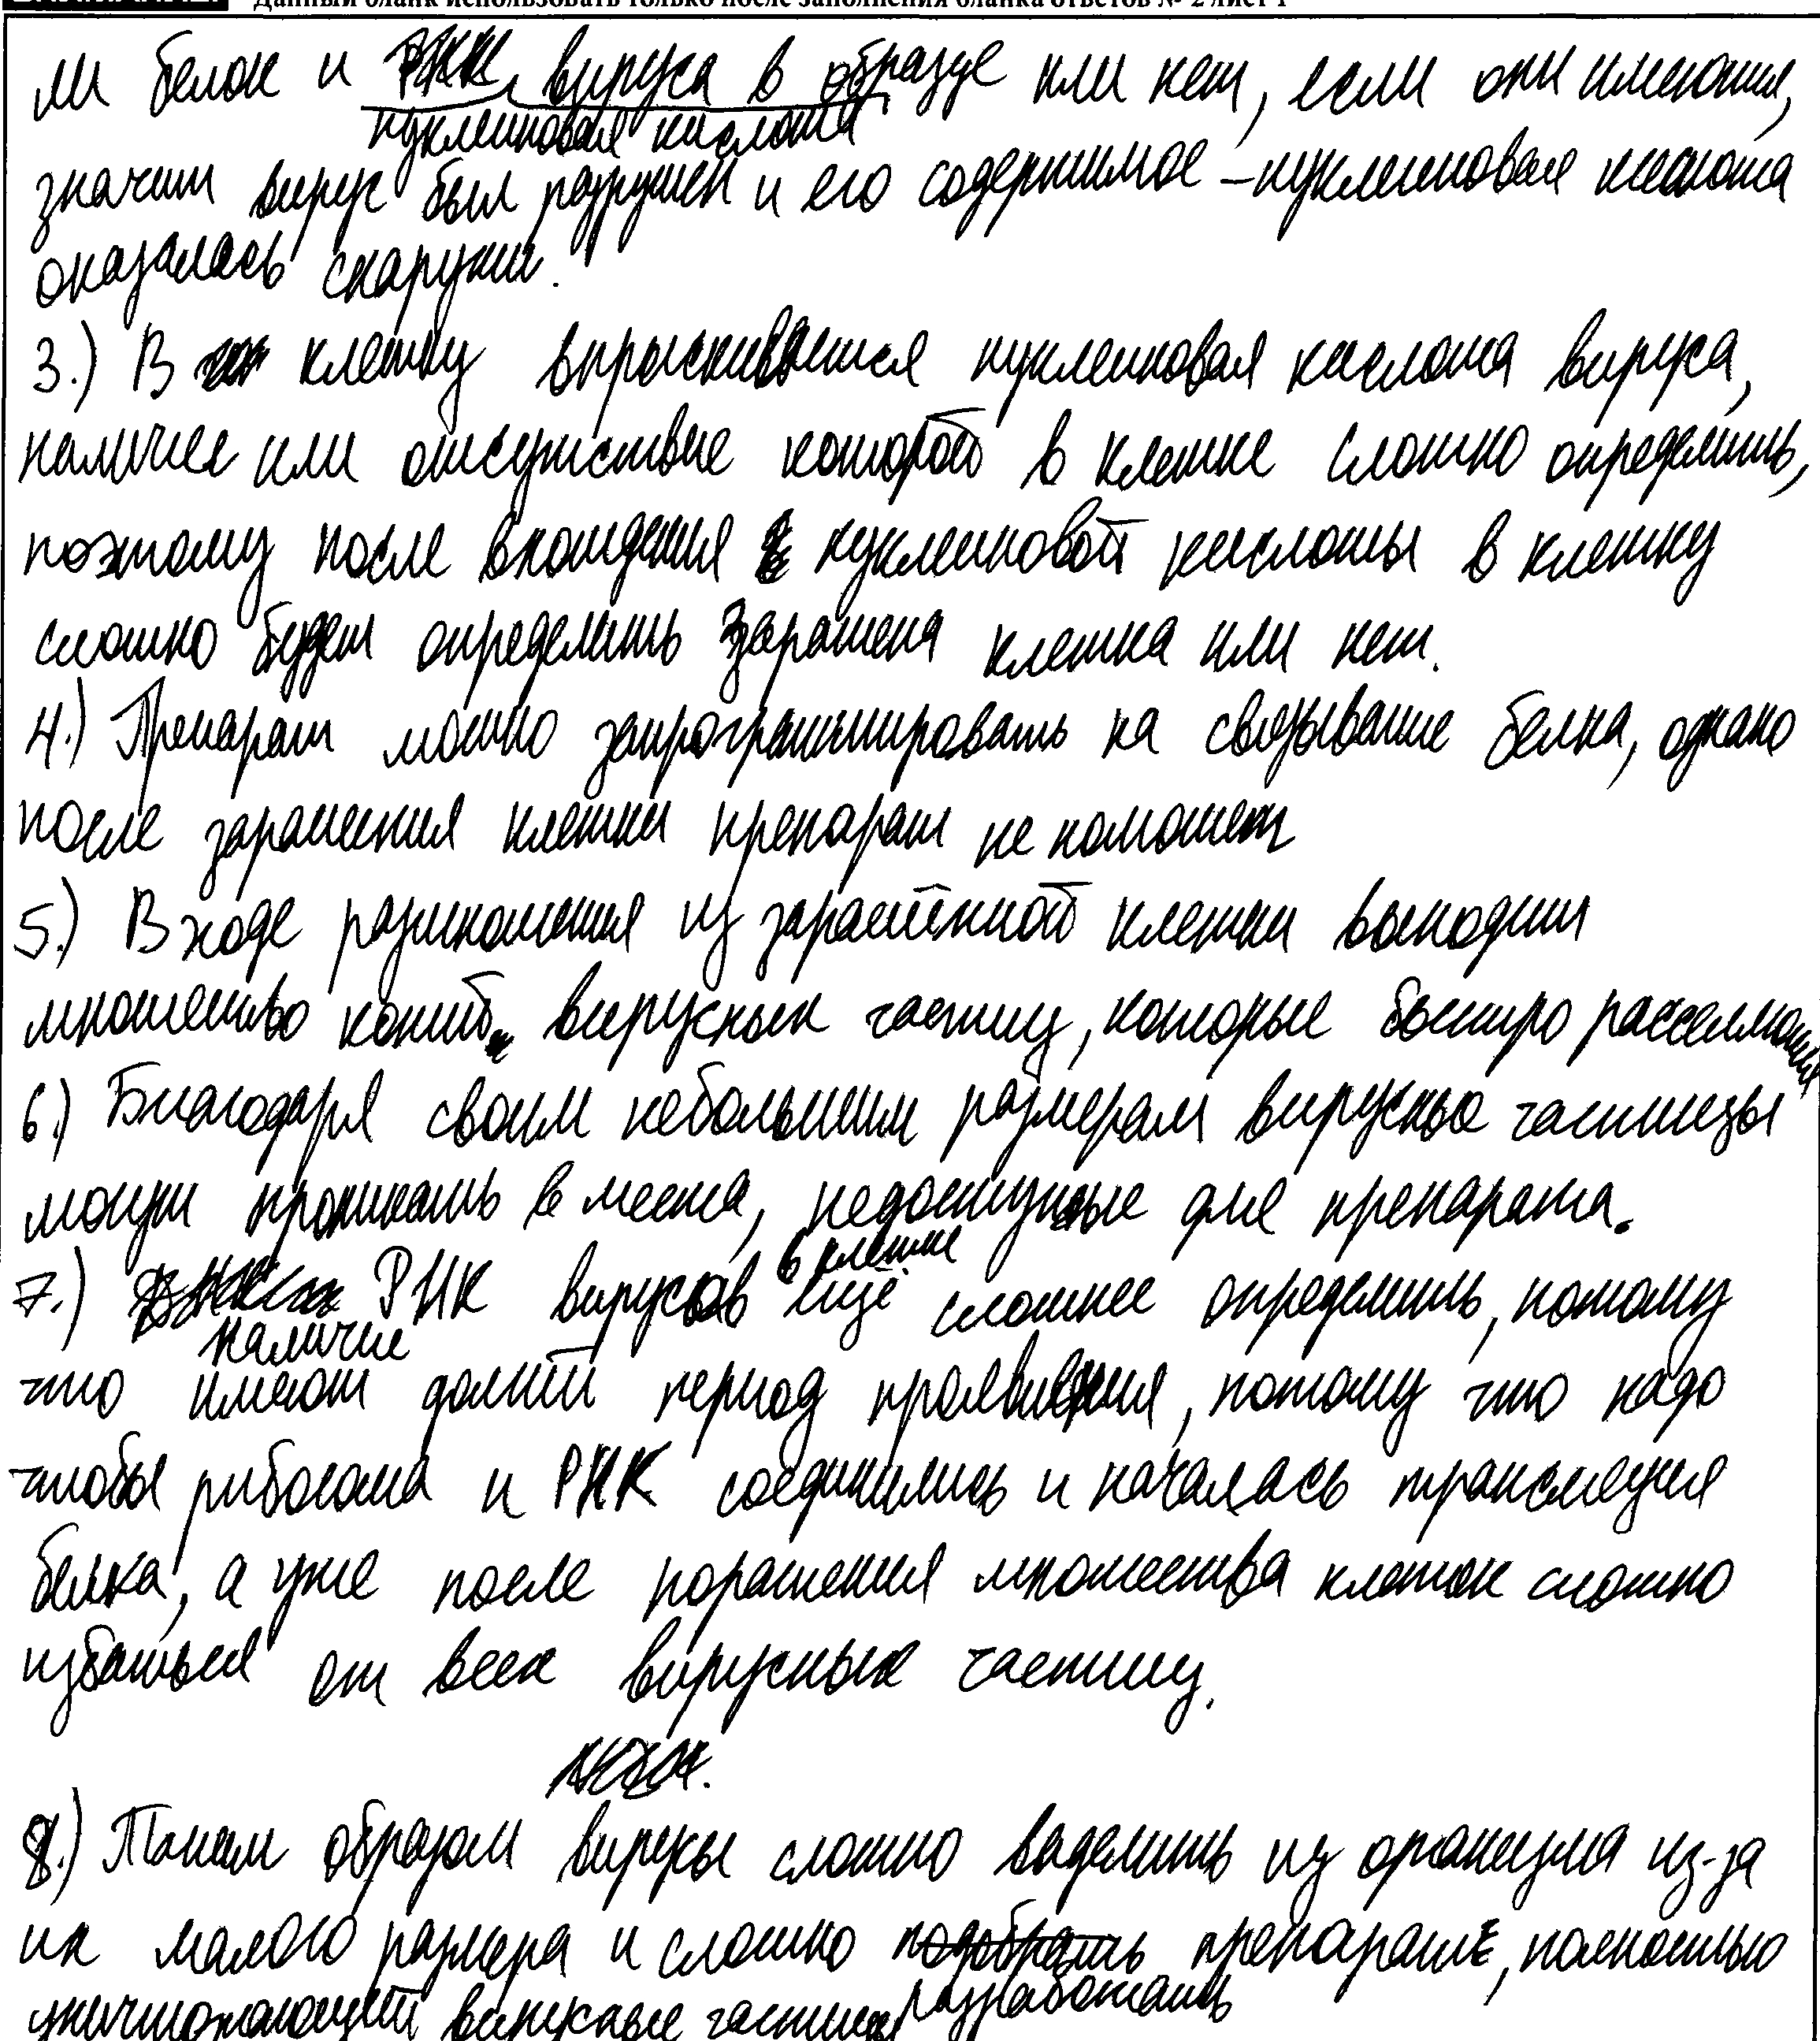 Данный бланк использовать только после заполнения бланка ответов № 2 лист 1
ли белок и РНК вируса в образце или нет, если они имеются,
нуклеиновая кислота
значит вирус был разрушен и его содержимое – нуклеиновая кислота
оказалась снаружи.
3.) В клетку впрыскивается нуклеиновая кислота вируса,
наличие или отсутствие которой в клетке сложно определить,
поэтому после вхождения нуклеиновой кислоты в клетку
сложно будет определить заражена клетка или нет.
4.) Препарат можно запрограммировать на связывание белка, однако
после заражения клетки препарат не поможет
5.) В ходе размножения из заражённой клетки выходит
множество копий вирусных частиц, которые быстро расселяются
6.) Благодаря своим небольшим размерам вирусные частицы
могут проникать в места, недоступные для препарата.
7.) РНК вирусов в клетке ещё сложнее определить, потому
наличие
что имеют долгий период проявления, потому что надо
чтобы рибосома и РНК соединились и началась трансляция
белка, а уже после поражения множества клеток сложно
избавиться от всех вирусных частиц.
8.) Таким образом вирусы сложно выделить из организма из-за
их малого размера и сложно подобрать препарат, полностью
уничтожающий вирусные частицы разработать